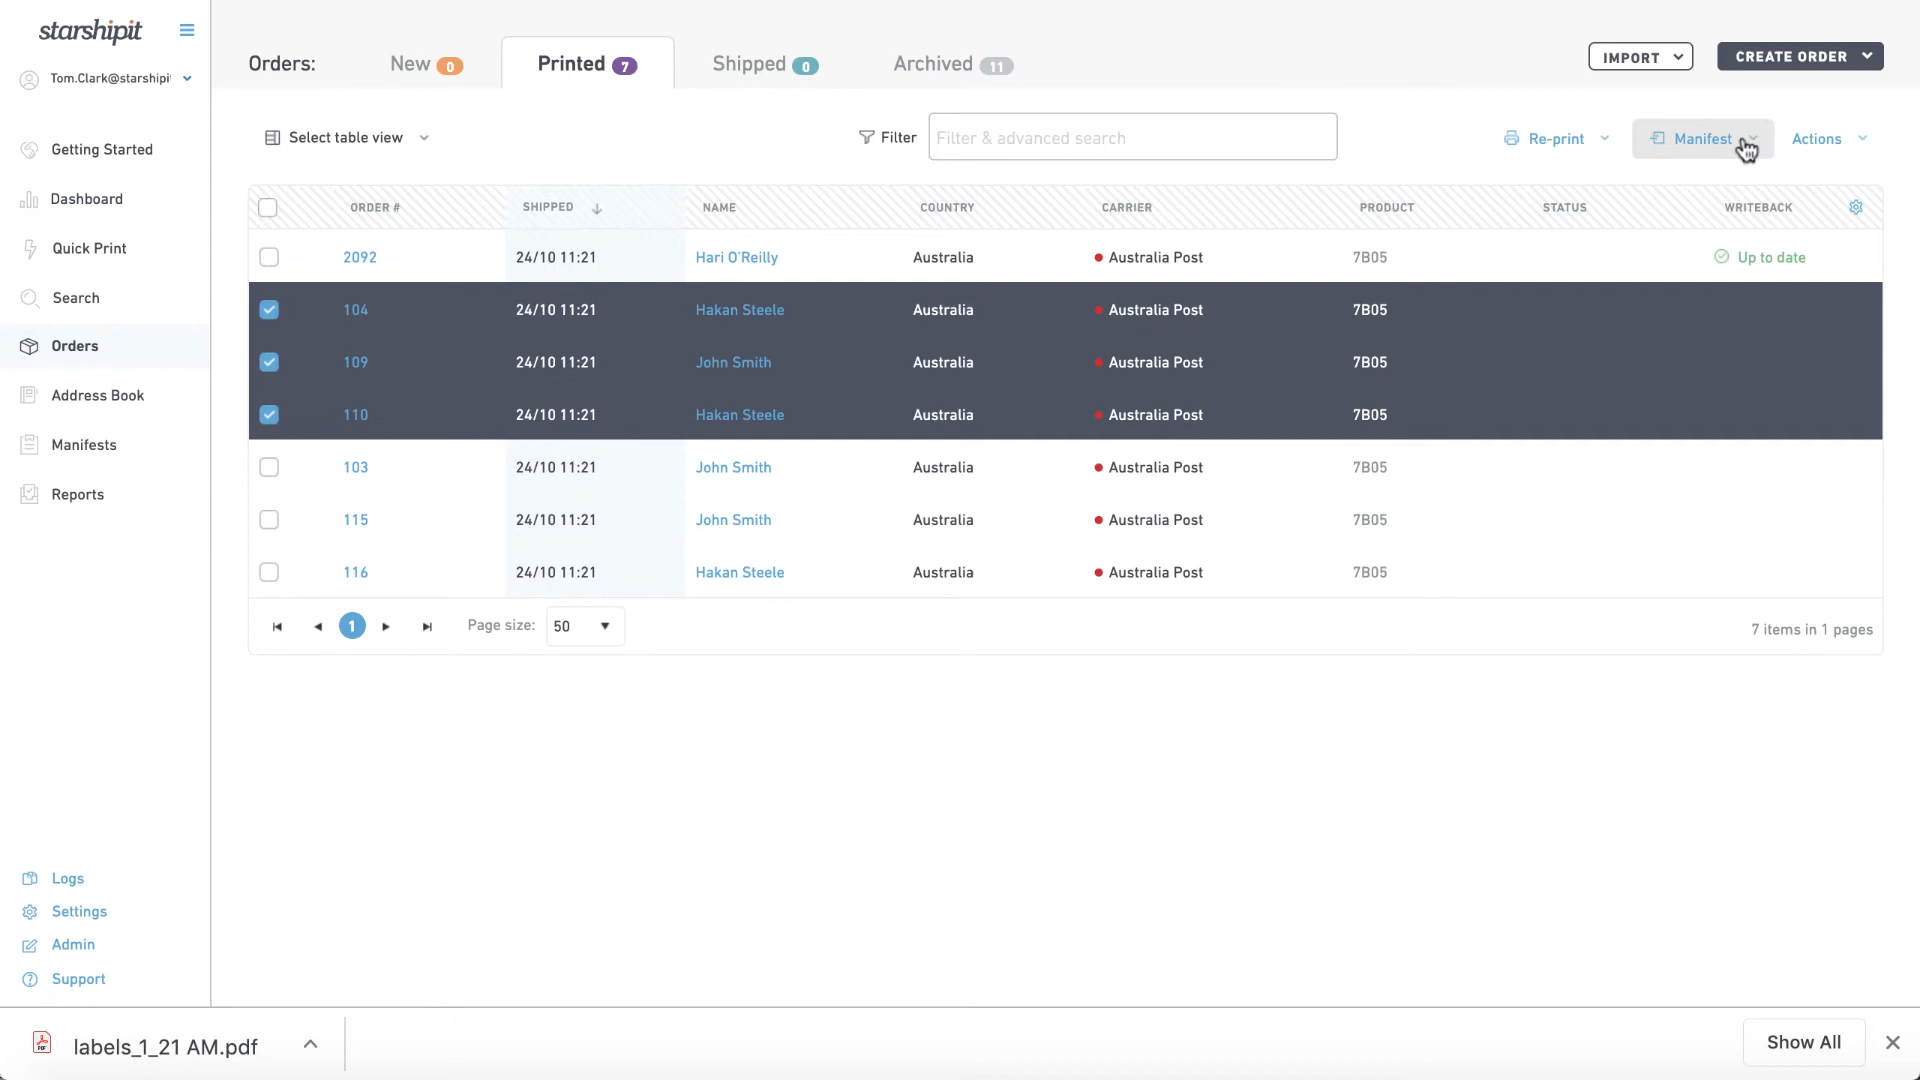 starshipit
Tom.Clark@starshipi
Getting Started
Dashboard
Quick Print
Search
Orders
Address Book
Manifests
Reports
Logs
Settings
Admin
Support
Orders: New 0 Printed 7 Shipped 0 Archived 11 IMPORT CREATE ORDER
Select table view Filter Filter & advanced search Re-print Manifest Actions
ORDER # SHIPPED NAME COUNTRY CARRIER PRODUCT STATUS WRITEBACK
2092 24/10 11:21 Hari O'Reilly Australia Australia Post 7B05 Up to date
104 24/10 11:21 Hakan Steele Australia Australia Post 7B05
109 24/10 11:21 John Smith Australia Australia Post 7B05
110 24/10 11:21 Hakan Steele Australia Australia Post 7B05
103 24/10 11:21 John Smith Australia Australia Post 7B05
115 24/10 11:21 John Smith Australia Australia Post 7B05
116 24/10 11:21 Hakan Steele Australia Australia Post 7B05
1 Page size: 50 7 items in 1 pages
labels_1_21 AM.pdf Show All